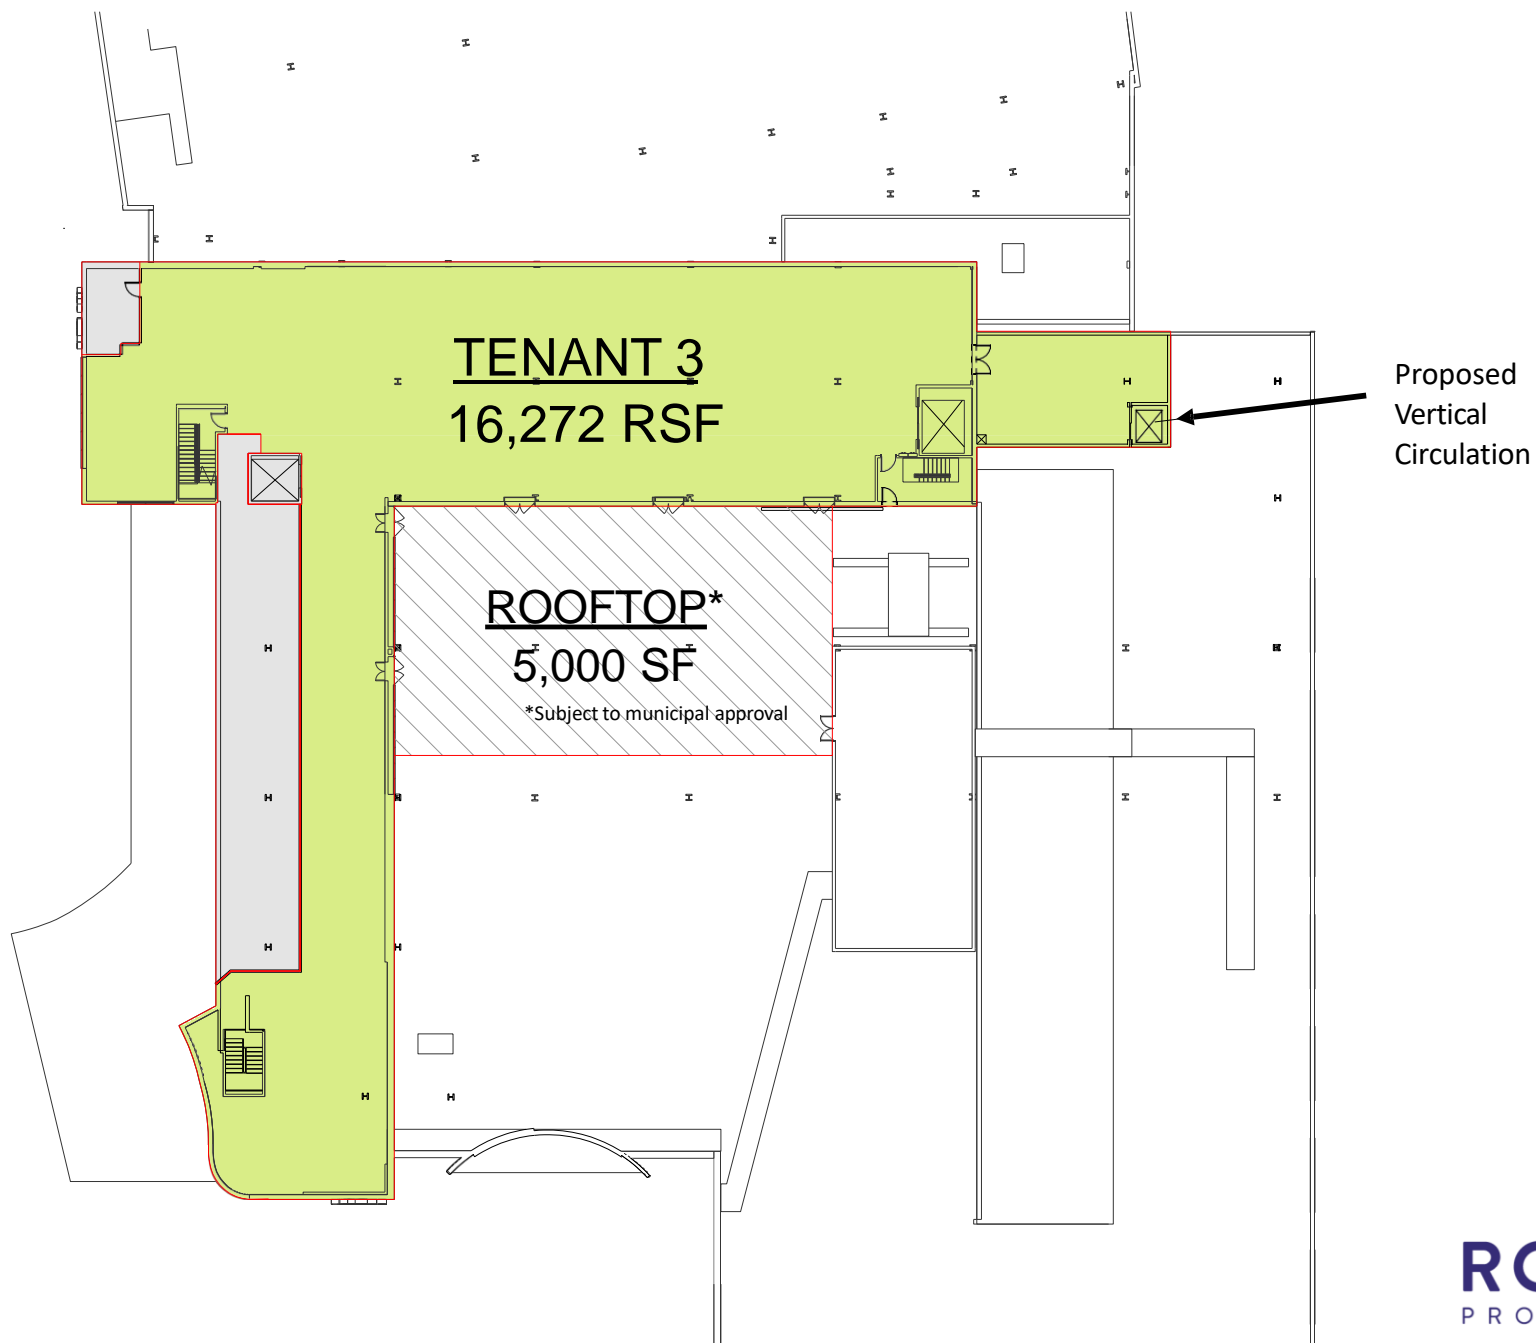 TENANT 3
16,272 RSF
Proposed
Vertical
Circulation
ROOFTOP*
5,000 SF
*Subject to municipal approval